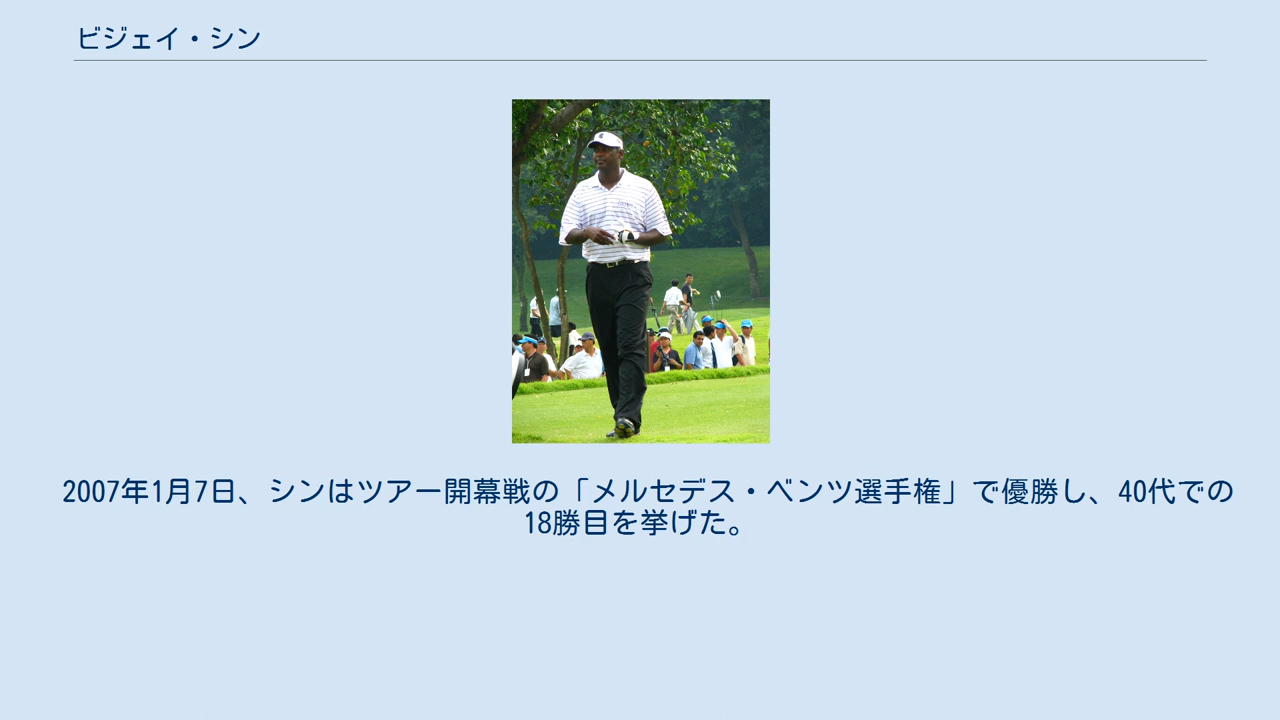 ビジェイ・シン
2007年1月7日、シンはツアー開幕戦の「メルセデス・ベンツ選手権」で優勝し、40代での
18勝目を挙げた。